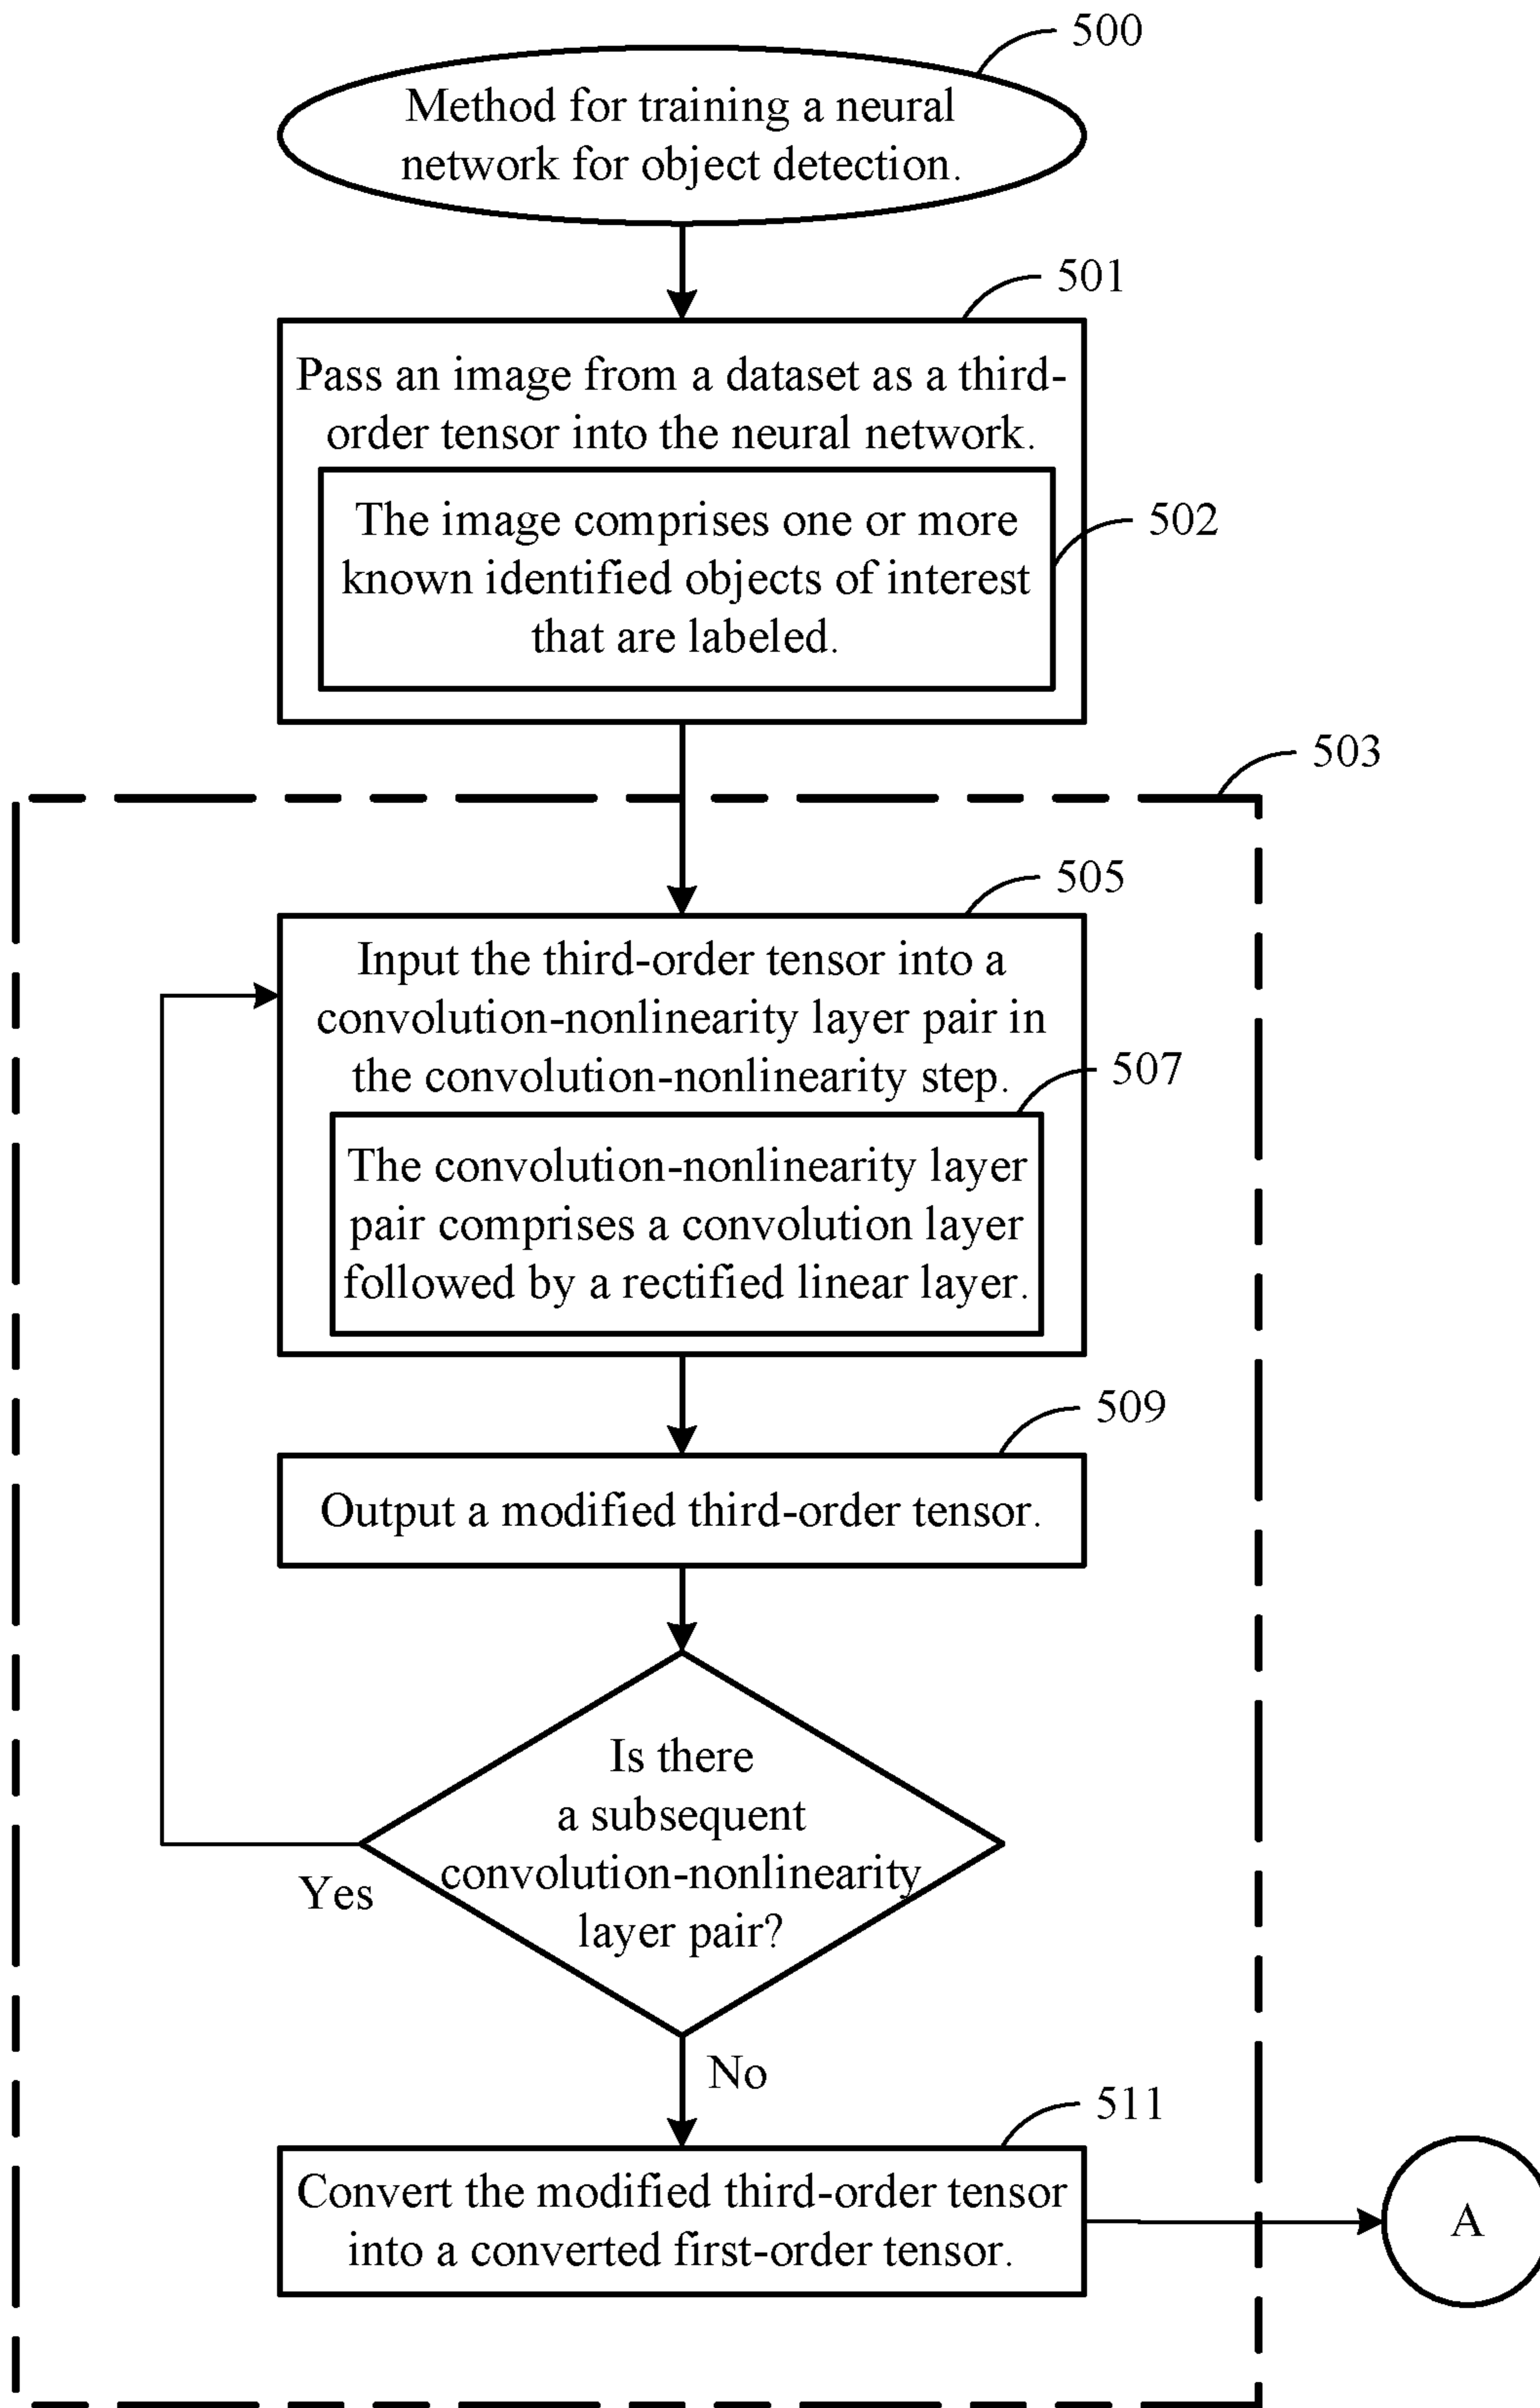 500
Method for training a neural
network for object detection.
501
Pass an image from a dataset as a third-
order tensor into the neural network.
502
The image comprises one or more
known identified objects of interest
that are labeled.
503
505
Input the third-order tensor into a
convolution-nonlinearity layer pair in
the convolution-nonlinearity step.
507
The convolution-nonlinearity layer
pair comprises a convolution layer
followed by a rectified linear layer.
509
Output a modified third-order tensor.
Is there
a subsequent
convolution-nonlinearity
layer pair?
Yes
No
511
Convert the modified third-order tensor
into a converted first-order tensor.
A